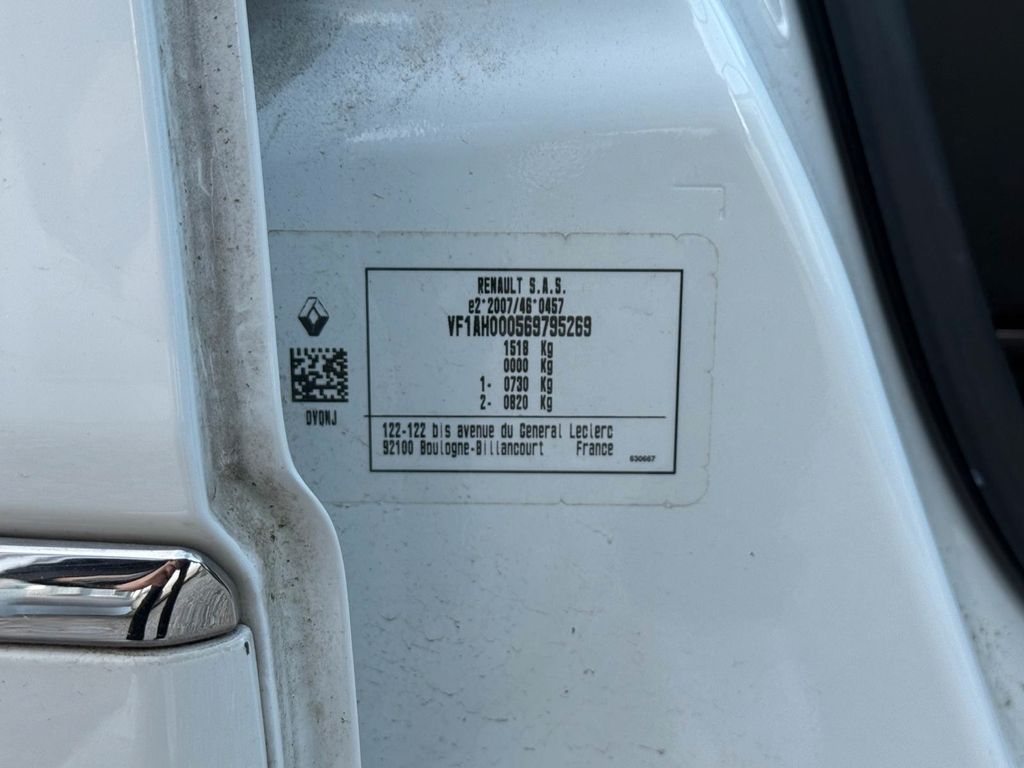 RENAULT S.A.S.
e2*2007/46*0457
VF1AH000569795269
1518 Kg
0000 Kg
1- 0730 Kg
2- 0820 Kg
DVQNJ
122-122 bis avenue du General Leclerc
92100 Boulogne-Billancourt France
630667